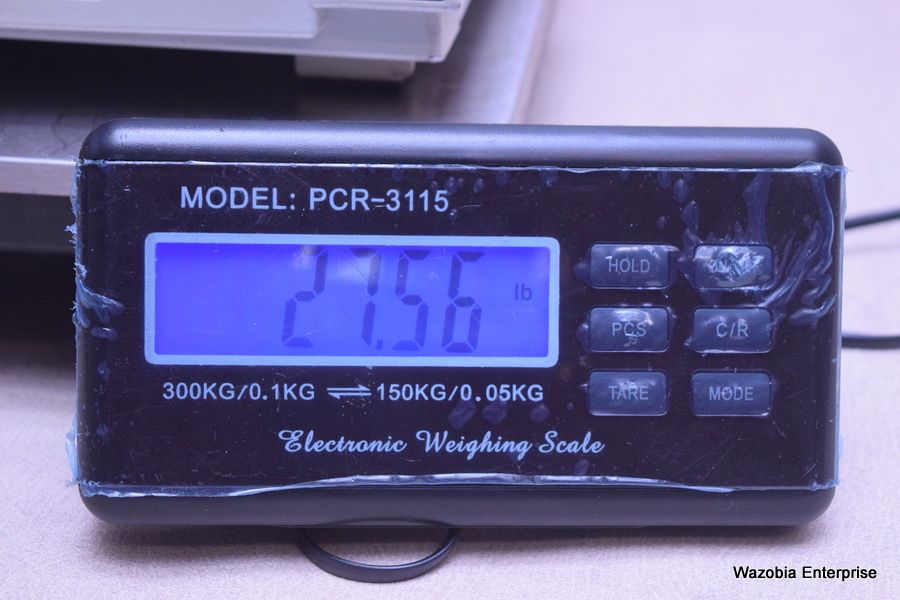 MODEL: PCR-3115
27.56 lb
HOLD
PCS C/R
300KG/0.1KG ⇌ 150KG/0.05KG
TARE MODE
Electronic Weighing Scale
Wazobia Enterprise